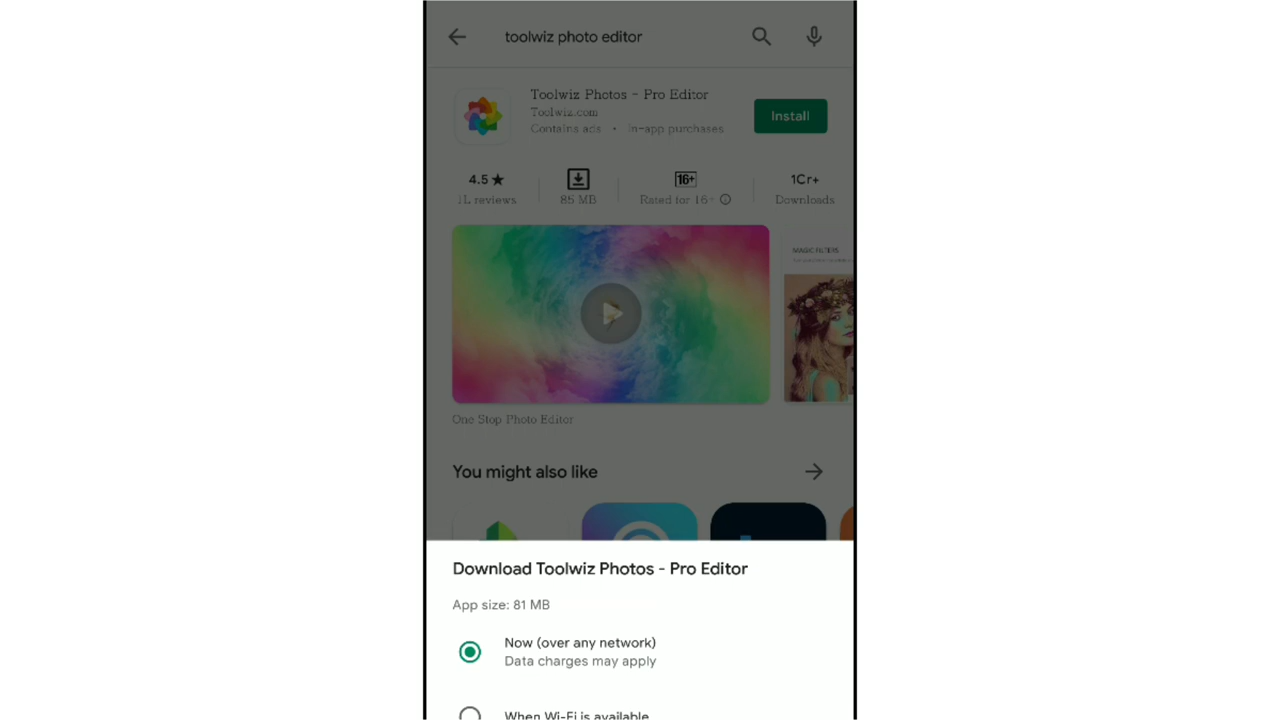 toolwiz photo editor
Toolwiz Photos - Pro Editor
Toolwiz.com
Contains ads • In-app purchases
Install
4.5★
1L reviews
85 MB
16+
Rated for 16+
1Cr+
Downloads
MAGIC FILTERS
One Stop Photo Editor
You might also like
Download Toolwiz Photos - Pro Editor
App size: 81 MB
Now (over any network)
Data charges may apply
When Wi-Fi is available